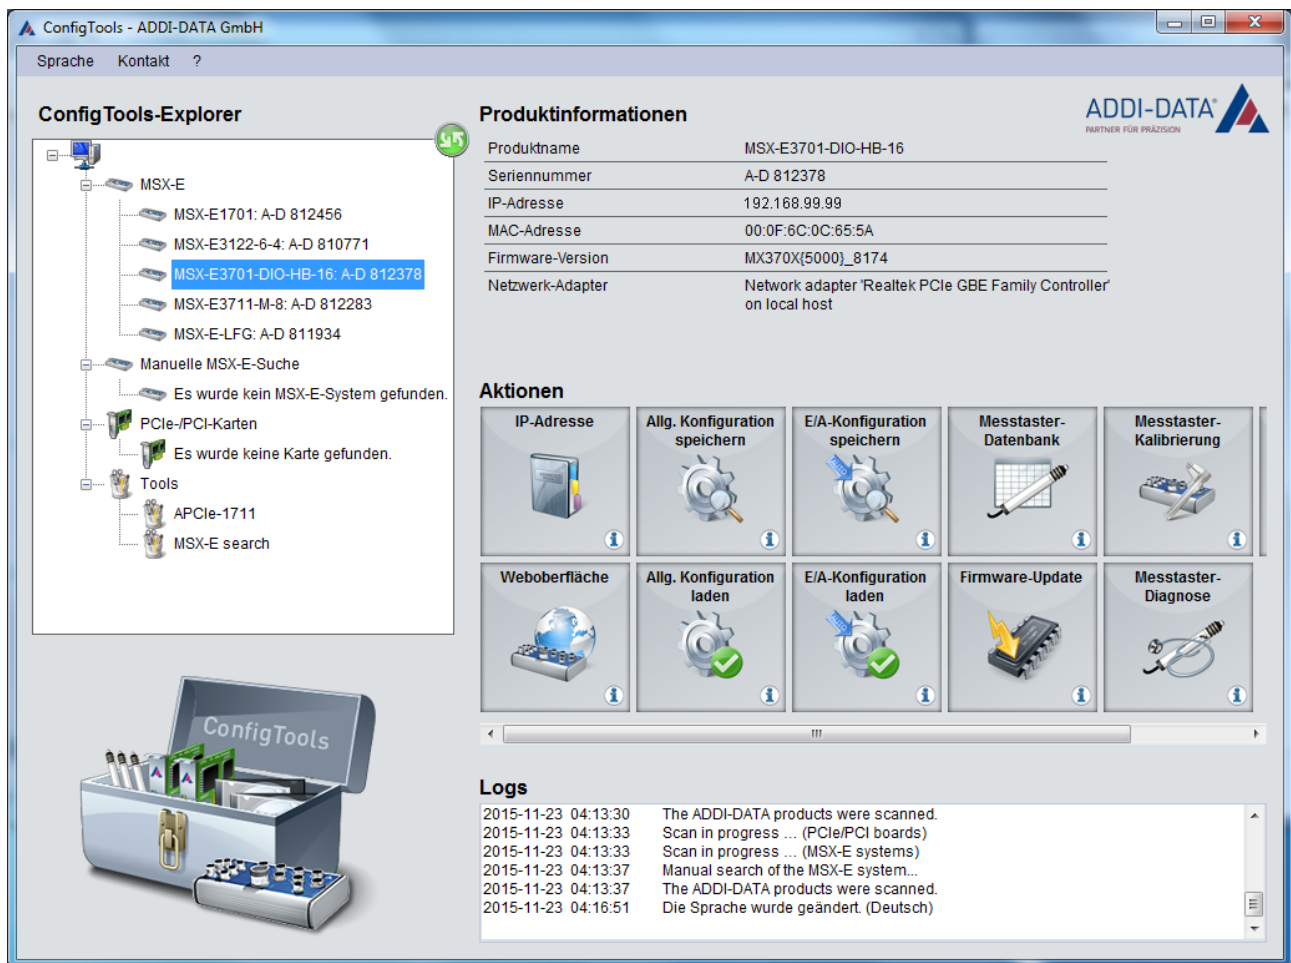 ConfigTools - ADDI-DATA GmbH
Sprache Kontakt ?
ConfigTools-Explorer
MSX-E
MSX-E1701: A-D 812456
MSX-E3122-6-4: A-D 810771
MSX-E3701-DIO-HB-16: A-D 812378
MSX-E3711-M-8: A-D 812283
MSX-E-LFG: A-D 811934
Manuelle MSX-E-Suche
Es wurde kein MSX-E-System gefunden.
PCIe-/PCI-Karten
Es wurde keine Karte gefunden.
Tools
APCIe-1711
MSX-E search
ConfigTools
Produktinformationen
ADDI-DATA
PARTNER FÜR PRÄZISION
Produktname MSX-E3701-DIO-HB-16
Seriennummer A-D 812378
IP-Adresse 192.168.99.99
MAC-Adresse 00:0F:6C:0C:65:5A
Firmware-Version MX370X{5000}_8174
Netzwerk-Adapter Network adapter 'Realtek PCIe GBE Family Controller'
on local host
Aktionen
IP-Adresse
Allg. Konfiguration
speichern
E/A-Konfiguration
speichern
Messtaster-
Datenbank
Messtaster-
Kalibrierung
Weboberfläche
Allg. Konfiguration
laden
E/A-Konfiguration
laden
Firmware-Update
Messtaster-
Diagnose
Logs
2015-11-23 04:13:30 The ADDI-DATA products were scanned.
2015-11-23 04:13:33 Scan in progress ... (PCIe/PCI boards)
2015-11-23 04:13:33 Scan in progress ... (MSX-E systems)
2015-11-23 04:13:37 Manual search of the MSX-E system...
2015-11-23 04:13:37 The ADDI-DATA products were scanned.
2015-11-23 04:16:51 Die Sprache wurde geändert. (Deutsch)